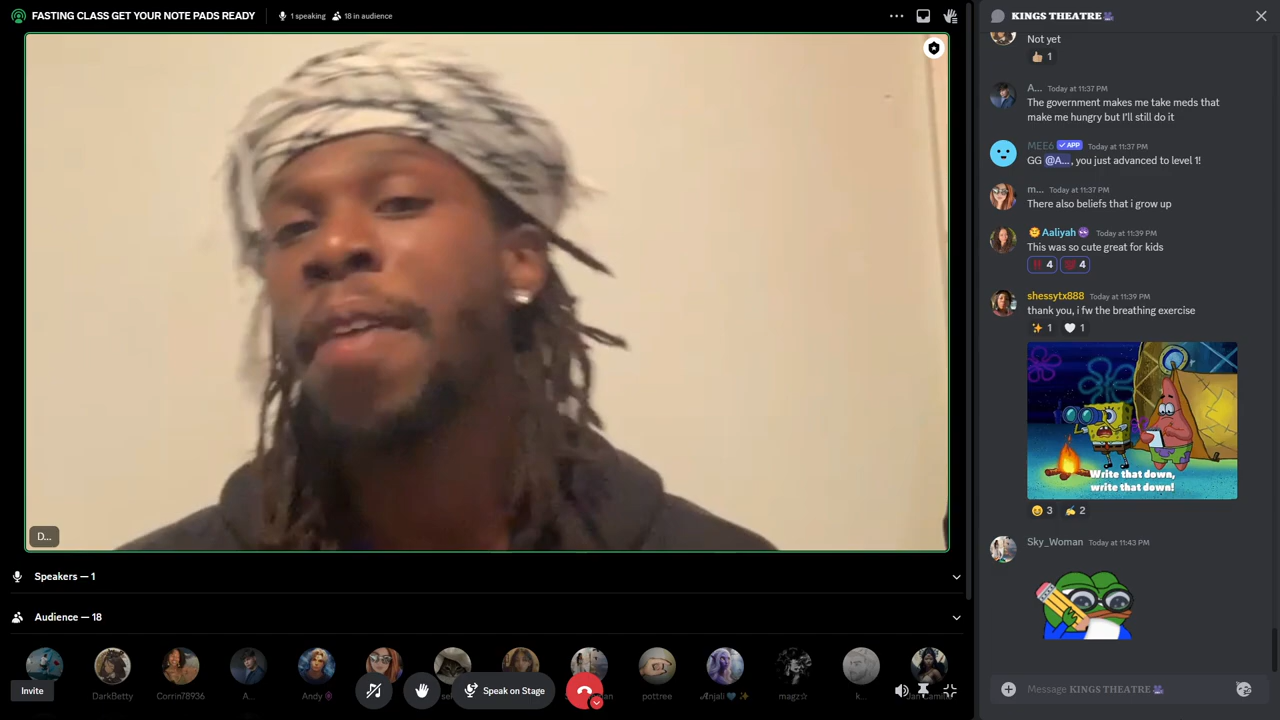 FASTING CLASS GET YOUR NOTE PADS READY
1 speaking
18 in audience
KINGS THEATRE
Not yet
1
A... Today at 11:37 PM
The government makes me take meds that
make me hungry but I'll still do it
MEE6 APP Today at 11:37 PM
GG @A..., you just advanced to level 1!
m... Today at 11:37 PM
There also beliefs that i grow up
Aaliyah Today at 11:39 PM
This was so cute great for kids
4 4
shessytx888 Today at 11:39 PM
thank you, i fw the breathing exercise
1 1
Write that down,
write that down!
3 2
Sky_Woman Today at 11:43 PM
D...
Speakers — 1
Audience — 18
DarkBetty
Corrin78936
A...
Andy
pottree
Anjali
magz☆
k...
Invite
Speak on Stage
Message KINGS THEATRE